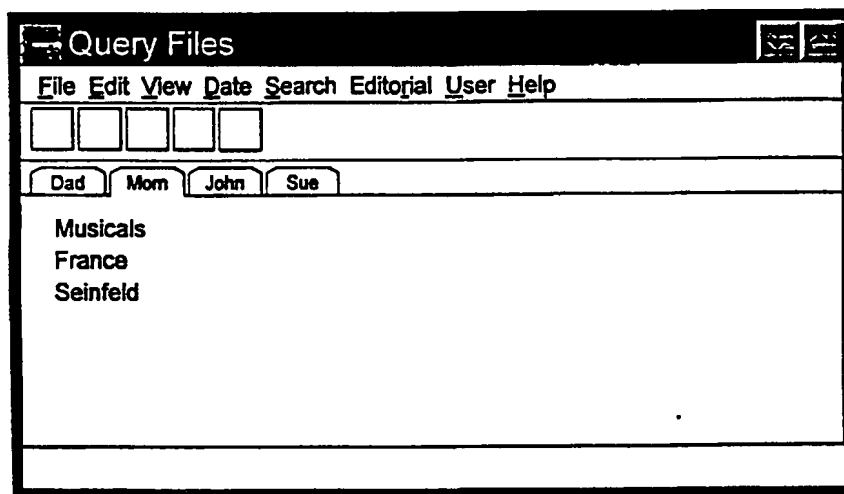 Query Files
File Edit View Date Search Editorial User Help
Dad Mom John Sue
Musicals
France
Seinfeld